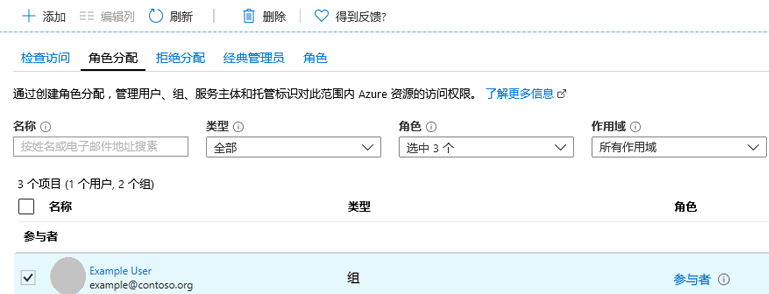 添加 编辑列 刷新 删除 得到反馈?
检查访问 角色分配 拒绝分配 经典管理员 角色
通过创建角色分配，管理用户、组、服务主体和托管标识对此范围内 Azure 资源的访问权限。 了解更多信息
名称 类型 角色 作用域
按姓名或电子邮件地址搜索 全部 选中 3 个 所有作用域
3 个项目 (1 个用户, 2 个组)
名称 类型 角色
参与者
Example User
example@contoso.org 组 参与者